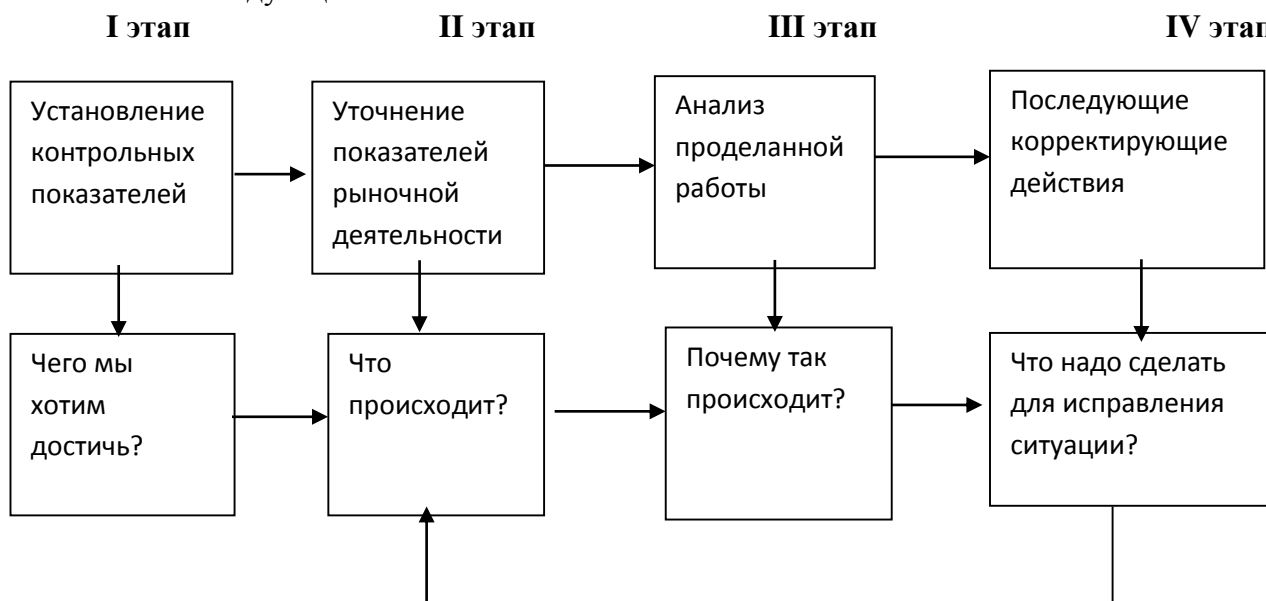 I этап
II этап
III этап
IV этап
Установление
контрольных
показателей
Уточнение
показателей
рыночной
деятельности
Анализ
проделанной
работы
Последующие
корректирующие
действия
Чего мы
хотим
достичь?
Что
происходит?
Почему так
происходит?
Что надо сделать
для исправления
ситуации?